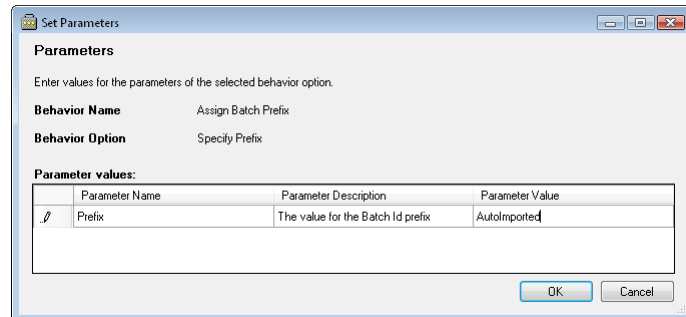 Set Parameters
Parameters
Enter values for the parameters of the selected behavior option.
Behavior Name Assign Batch Prefix
Behavior Option Specify Prefix
Parameter values:
Parameter Name Parameter Description Parameter Value
Prefix The value for the Batch Id prefix AutoImported
OK Cancel